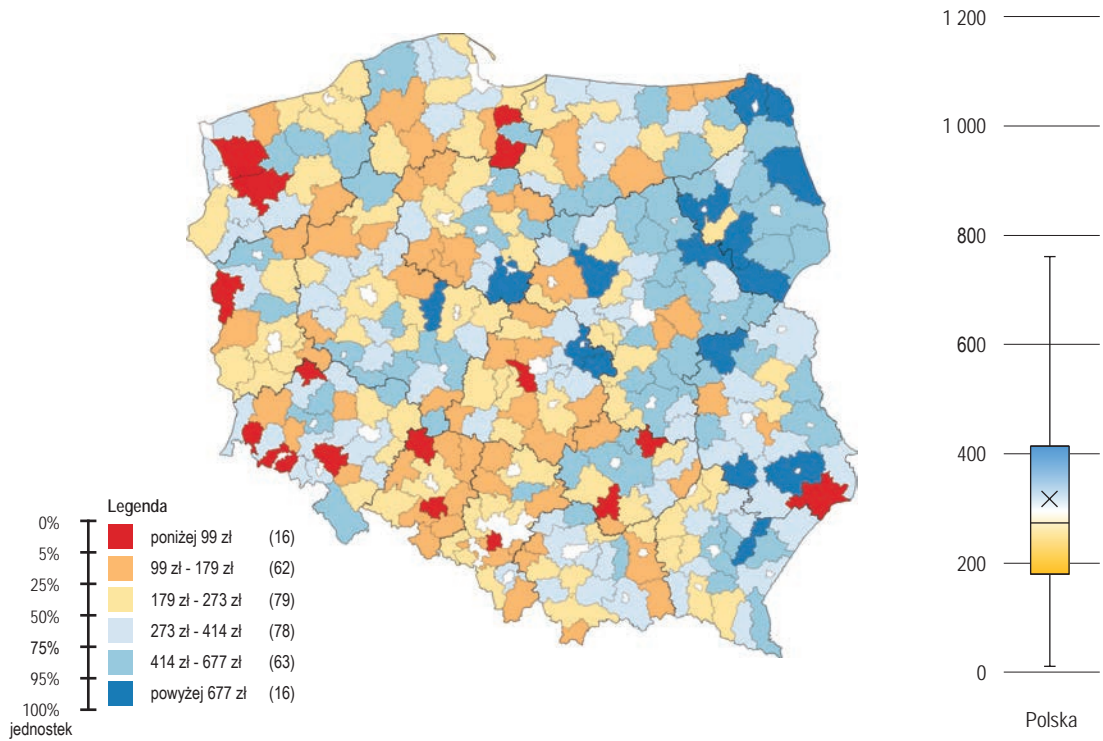 Legenda
0%
poniżej 99 zł (16)
5%
99 zł - 179 zł (62)
25%
179 zł - 273 zł (79)
50%
273 zł - 414 zł (78)
75%
414 zł - 677 zł (63)
95%
powyżej 677 zł (16)
100%
jednostek
1 200
1 000
800
600
400
200
0
Polska